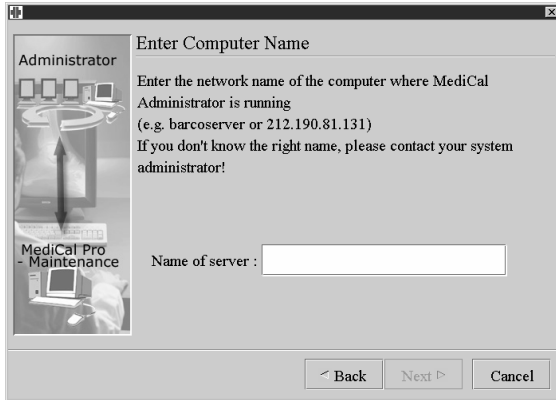 Administrator
MediCal Pro
- Maintenance
Enter Computer Name
Enter the network name of the computer where MediCal
Administrator is running
(e.g. barcoserver or 212.190.81.131)
If you don't know the right name, please contact your system
administrator!
Name of server :
Back
Next
Cancel